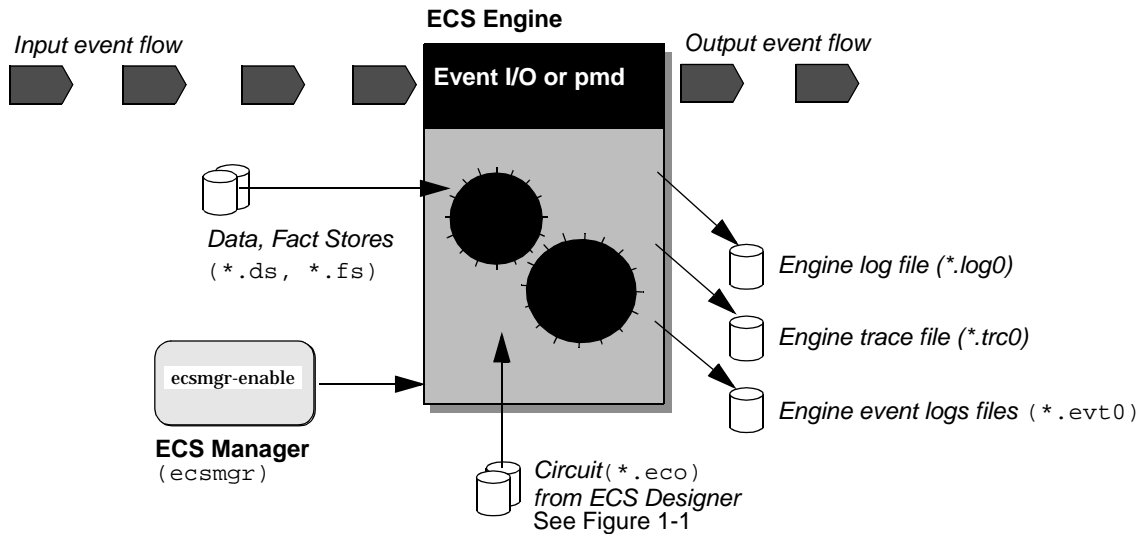 ECS Engine
Input event flow
Output event flow
Event I/O or pmd
Data, Fact Stores
(*.ds, *.fs)
Engine log file (*.log0)
Engine trace file (*.trc0)
ecsmgr-enable
Engine event logs files (*.evt0)
ECS Manager
(ecsmgr)
Circuit(*.eco)
from ECS Designer
See Figure 1-1